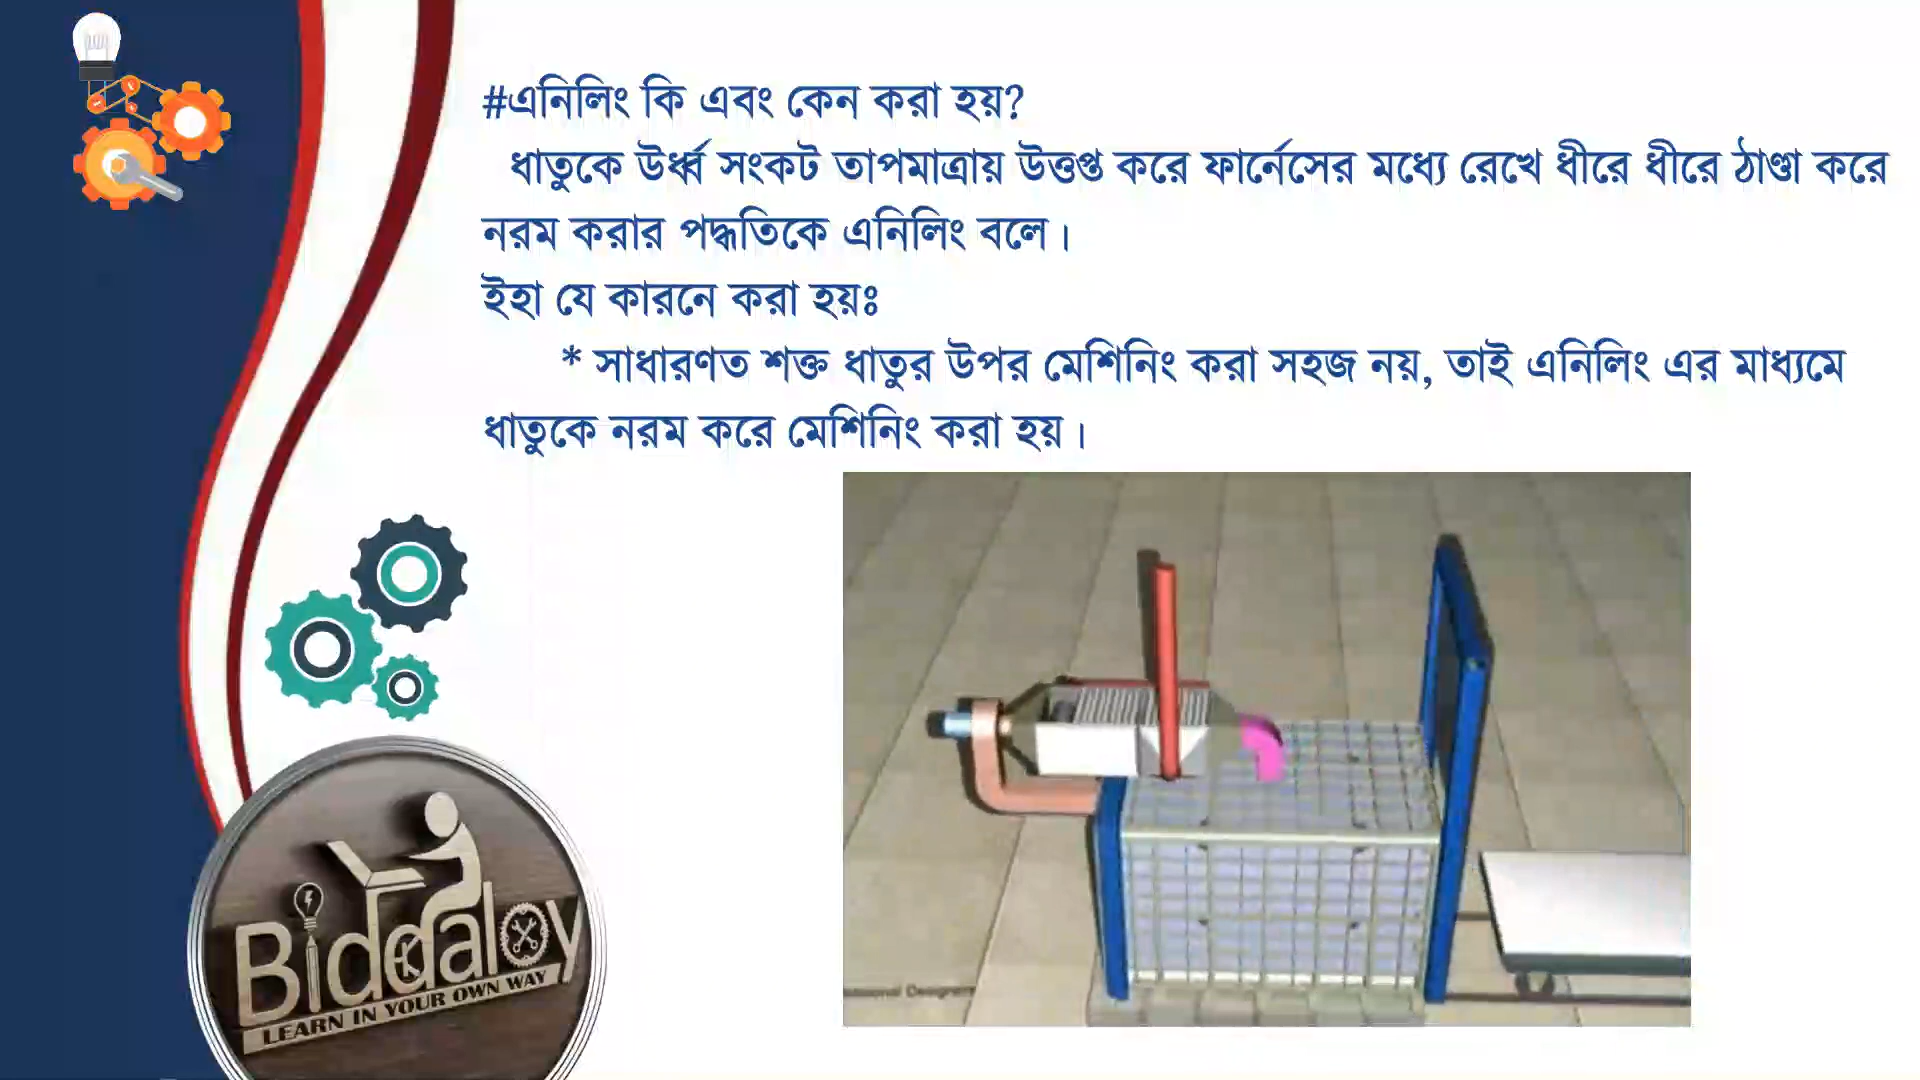 #এনিলিং কি এবং কেন করা হয়?
ধাতুকে উর্ধ্ব সংকট তাপমাত্রায় উত্তপ্ত করে ফার্নেসের মধ্যে রেখে ধীরে ধীরে ঠাণ্ডা করে
নরম করার পদ্ধতিকে এনিলিং বলে।
ইহা যে কারনে করা হয়ঃ
* সাধারণত শক্ত ধাতুর উপর মেশিনিং করা সহজ নয়, তাই এনিলিং এর মাধ্যমে
ধাতুকে নরম করে মেশিনিং করা হয়।
Biddaloy
LEARN IN YOUR OWN WAY